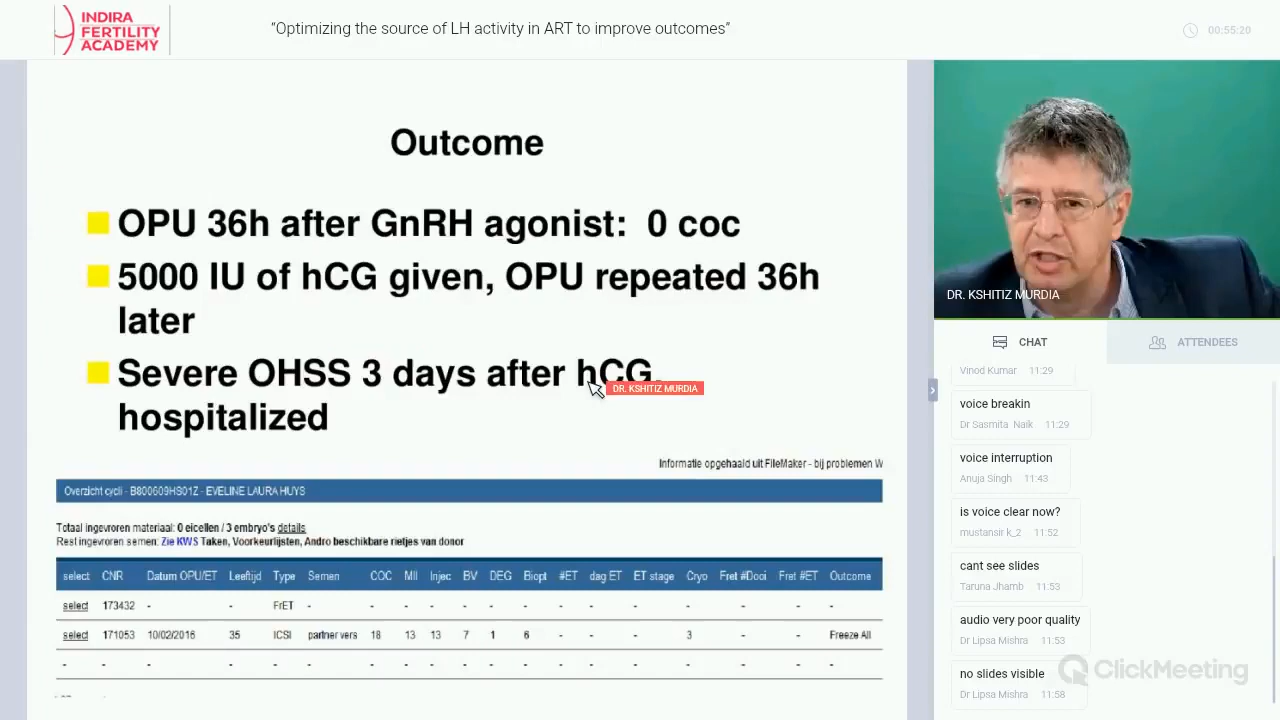 INDIRA
FERTILITY
ACADEMY
“Optimizing the source of LH activity in ART to improve outcomes”
00:55:20
Outcome
OPU 36h after GnRH agonist: 0 coc
5000 IU of hCG given, OPU repeated 36h
later
Severe OHSS 3 days after hCG,
hospitalized
DR. KSHITIZ MURDIA
Informatie opgehaald uit FileMaker - bij problemen W
Overzicht cycli - B800609HS01Z - EVELINE LAURA HUYS
Totaal ingevroren materiaal: 0 eicellen / 3 embryo's details
Rest ingevroren semen: Zie KWS Taken, Voorkeurlijsten, Andro beschikbare rietjes van donor
select CNR Datum OPU/ET Leeftijd Type Semen COC MII Injec BV DEG Biopt #ET dag ET ET stage Cryo Fret #Dooi Fret #ET Outcome
select 173432 - - FrET - - - - - - - - - - - - - -
select 171053 10/02/2016 35 ICSI partner vers 18 13 13 7 1 6 - - - 3 - - Freeze All
- - - - - - - - - - - - - - - - - -
DR. KSHITIZ MURDIA
CHAT
ATTENDEES
Vinod Kumar 11:29
voice breakin
Dr Sasmita Naik 11:29
voice interruption
Anuja Singh 11:43
is voice clear now?
mustansir k_2 11:52
cant see slides
Taruna Jhamb 11:53
audio very poor quality
Dr Lipsa Mishra 11:53
no slides visible
Dr Lipsa Mishra 11:58
ClickMeeting